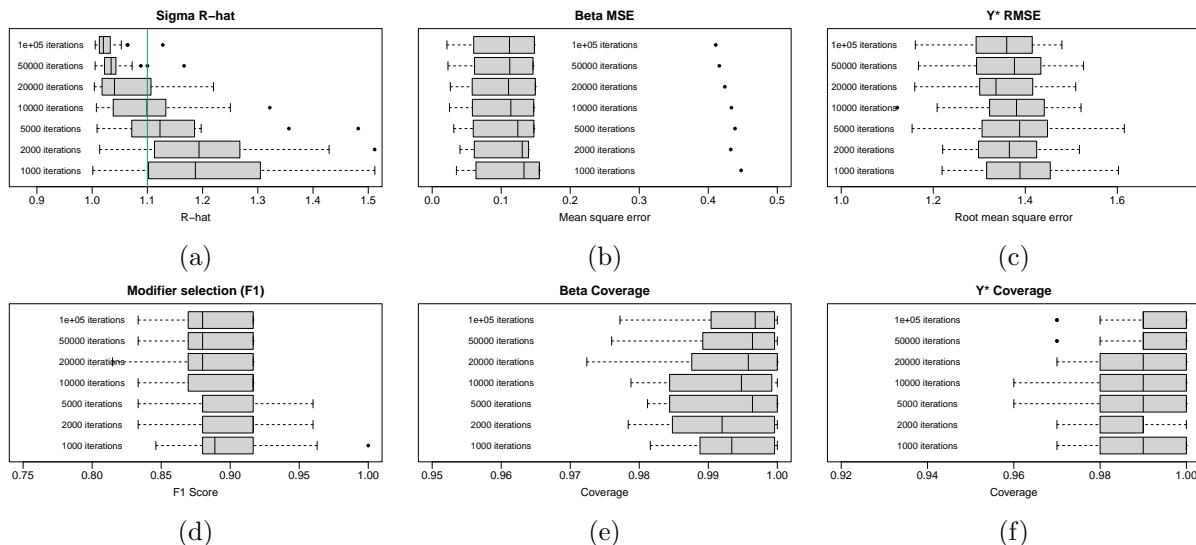 Sigma R−hat
1e+05 iterations
50000 iterations
20000 iterations
10000 iterations
5000 iterations
2000 iterations
1000 iterations
0.9 1.0 1.1 1.2 1.3 1.4 1.5
R−hat
(a)
Beta MSE
1e+05 iterations
50000 iterations
20000 iterations
10000 iterations
5000 iterations
2000 iterations
1000 iterations
0.0 0.1 0.2 0.3 0.4 0.5
Mean square error
(b)
Y* RMSE
1e+05 iterations
50000 iterations
20000 iterations
10000 iterations
5000 iterations
2000 iterations
1000 iterations
1.0 1.2 1.4 1.6
Root mean square error
(c)
Modifier selection (F1)
1e+05 iterations
50000 iterations
20000 iterations
10000 iterations
5000 iterations
2000 iterations
1000 iterations
0.75 0.80 0.85 0.90 0.95 1.00
F1 Score
(d)
Beta Coverage
1e+05 iterations
50000 iterations
20000 iterations
10000 iterations
5000 iterations
2000 iterations
1000 iterations
0.95 0.96 0.97 0.98 0.99 1.00
Coverage
(e)
Y* Coverage
1e+05 iterations
50000 iterations
20000 iterations
10000 iterations
5000 iterations
2000 iterations
1000 iterations
0.92 0.94 0.96 0.98 1.00
Coverage
(f)